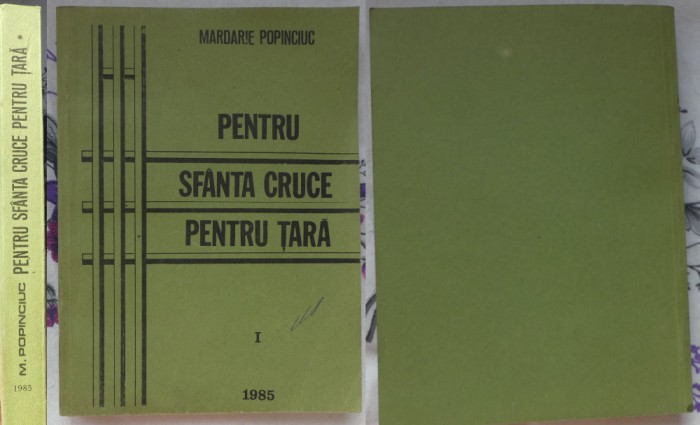 M. POPINCIUC PENTRU SFÂNTA CRUCE PENTRU ȚARĂ *
1985
MARDARIE POPINCIUC
PENTRU
SFÂNTA CRUCE
PENTRU ȚARĂ
I
1985